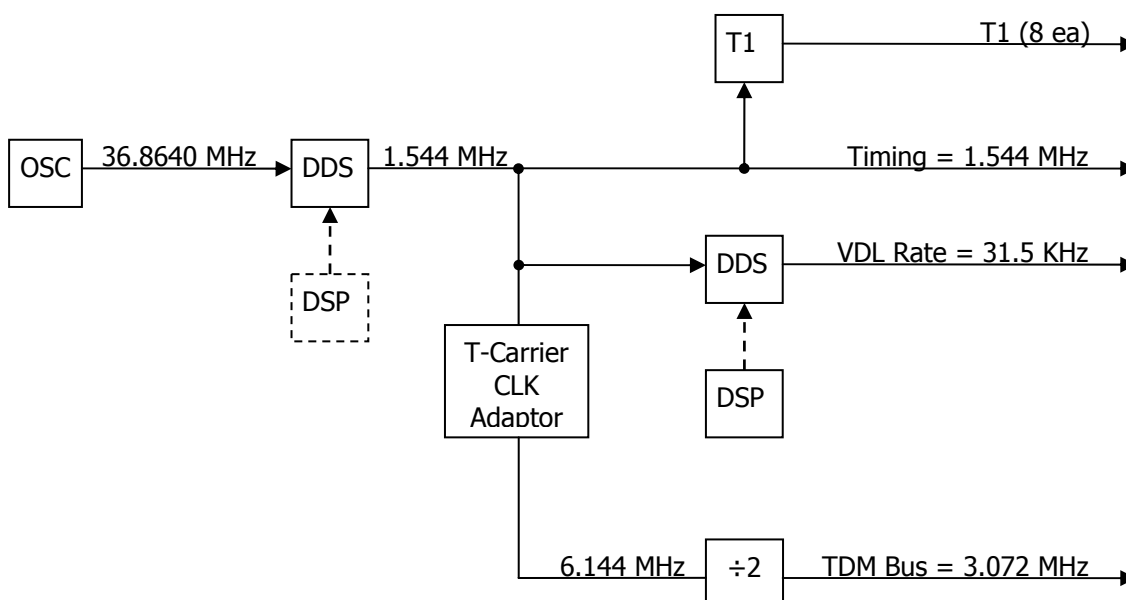 T1
T1 (8 ea)
OSC
36.8640 MHz
DDS
1.544 MHz
Timing = 1.544 MHz
DDS
VDL Rate = 31.5 KHz
DSP
T-Carrier
CLK
Adaptor
DSP
6.144 MHz
÷2
TDM Bus = 3.072 MHz